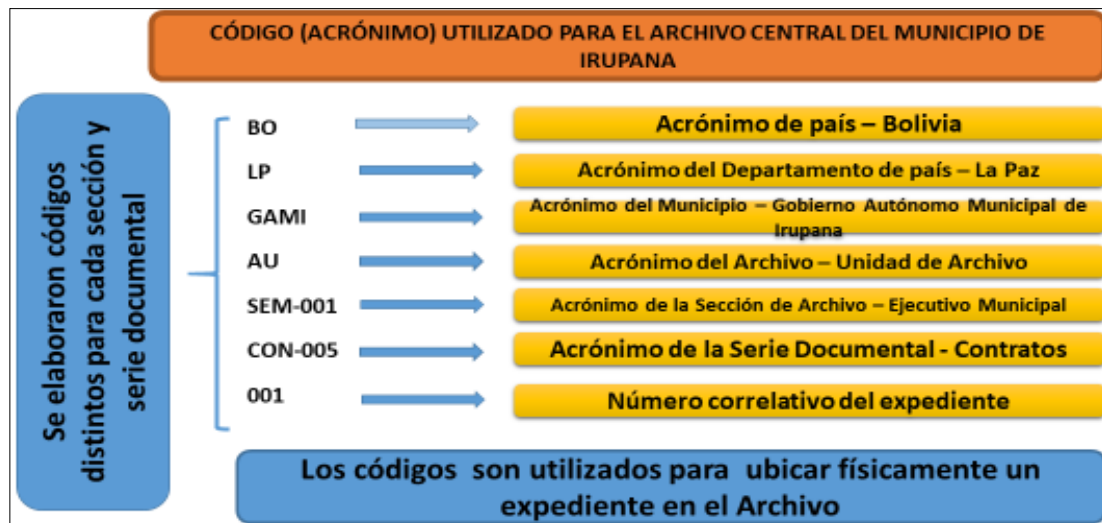 CÓDIGO (ACRÓNIMO) UTILIZADO PARA EL ARCHIVO CENTRAL DEL MUNICIPIO DE
IRUPANA
Se elaboraron códigos
distintos para cada sección y
serie documental
BO
Acrónimo de país – Bolivia
LP
Acrónimo del Departamento de país – La Paz
GAMI
Acrónimo del Municipio – Gobierno Autónomo Municipal de
Irupana
AU
Acrónimo del Archivo – Unidad de Archivo
SEM-001
Acrónimo de la Sección de Archivo – Ejecutivo Municipal
CON-005
Acrónimo de la Serie Documental - Contratos
001
Número correlativo del expediente
Los códigos son utilizados para ubicar físicamente un
expediente en el Archivo